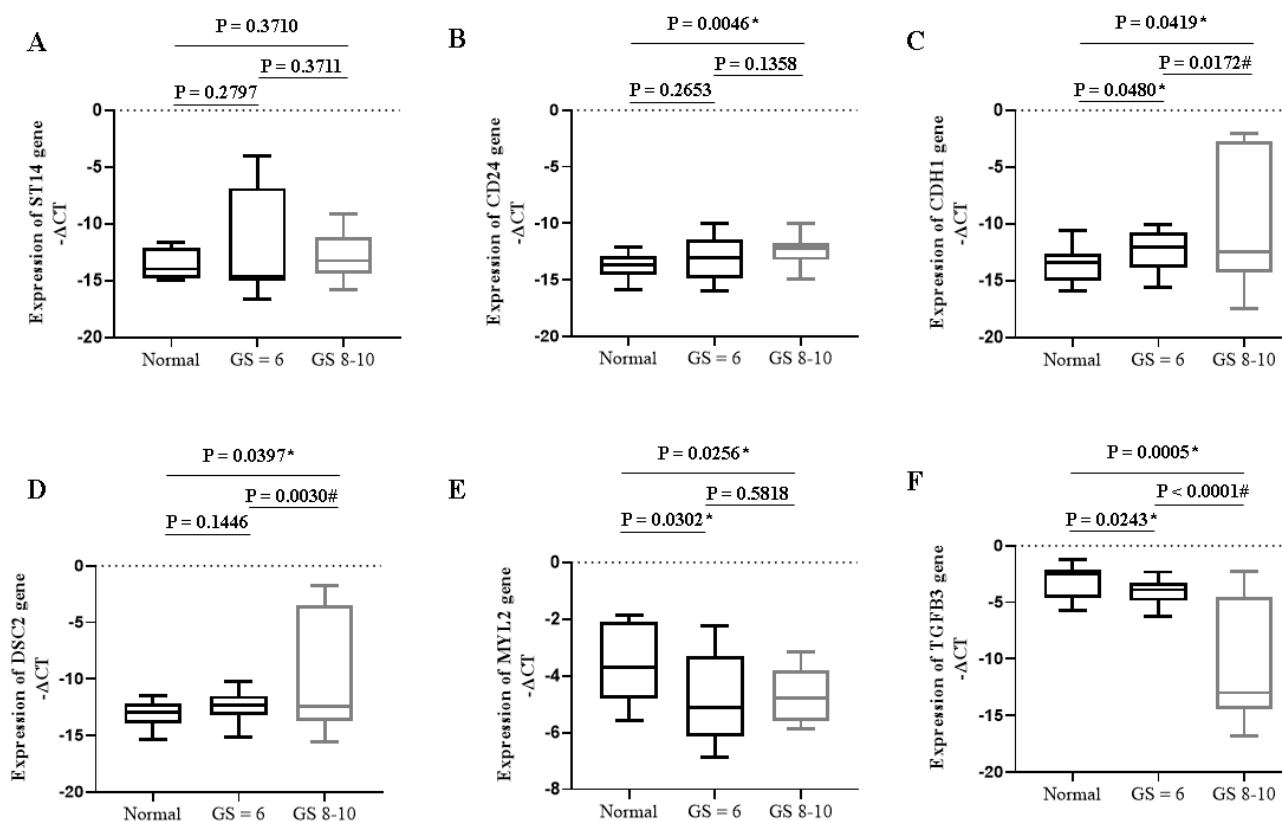 A
P = 0.3710
P = 0.3711
P = 0.2797
Expression of ST14 gene
-ΔCT
0
-5
-10
-15
-20
Normal
GS = 6
GS 8-10
B
P = 0.0046*
P = 0.1358
P = 0.2653
Expression of CD24 gene
-ΔCT
0
-5
-10
-15
-20
Normal
GS = 6
GS 8-10
C
P = 0.0419*
P = 0.0172#
P = 0.0480*
Expression of CDH1 gene
-ΔCT
0
-5
-10
-15
-20
Normal
GS = 6
GS 8-10
D
P = 0.0397*
P = 0.0030#
P = 0.1446
Expression of DSC2 gene
-ΔCT
0
-5
-10
-15
-20
Normal
GS = 6
GS 8-10
E
P = 0.0256*
P = 0.5818
P = 0.0302*
Expression of MYL2 gene
-ΔCT
0
-2
-4
-6
-8
Normal
GS = 6
GS 8-10
F
P = 0.0005*
P < 0.0001#
P = 0.0243*
Expression of TGFB3 gene
-ΔCT
0
-5
-10
-15
-20
Normal
GS = 6
GS 8-10